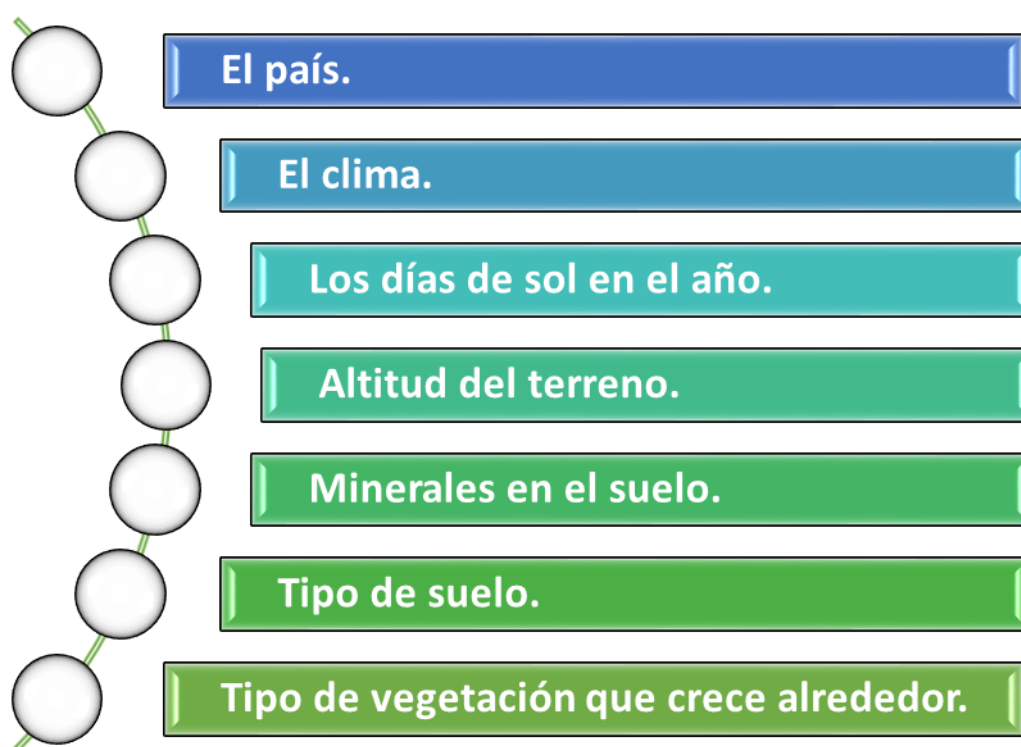 El país.
El clima.
Los días de sol en el año.
Altitud del terreno.
Minerales en el suelo.
Tipo de suelo.
Tipo de vegetación que crece alrededor.